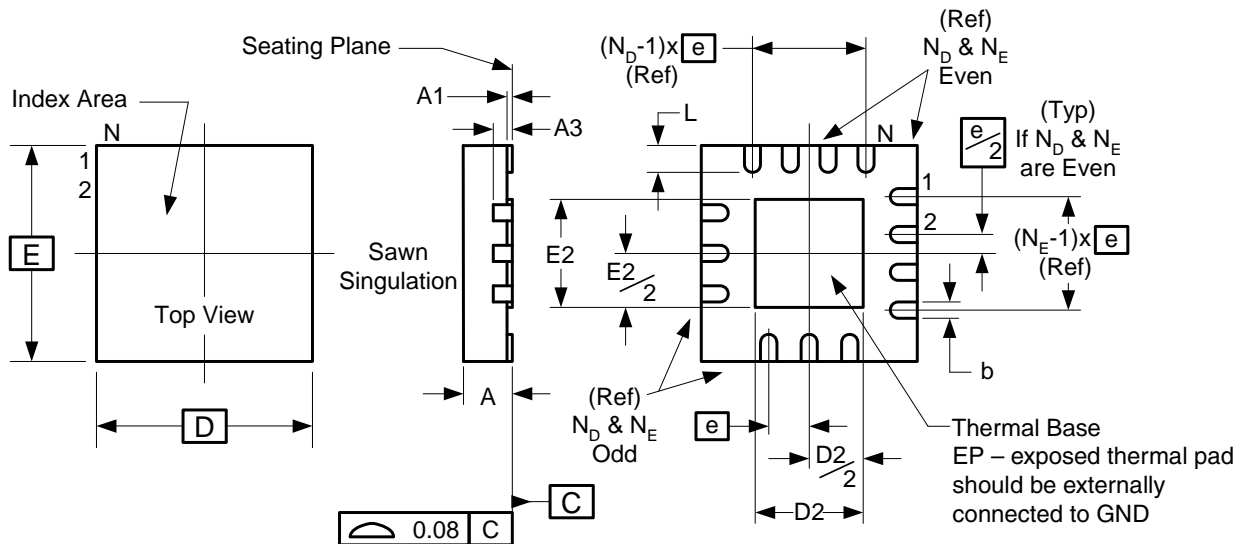 Seating Plane
Index Area
A1
A3
N
1
2
E
Top View
D
Sawn
Singulation
A
C
0.08 C
(N_D-1)x e
(Ref)
(Ref)
N_D & N_E
Even
L
N
e/2
(Typ)
If N_D & N_E
are Even
1
2
(N_E-1)x e
(Ref)
E2
E2/2
b
(Ref)
N_D & N_E
Odd
e
D2/2
D2
Thermal Base
EP – exposed thermal pad
should be externally
connected to GND